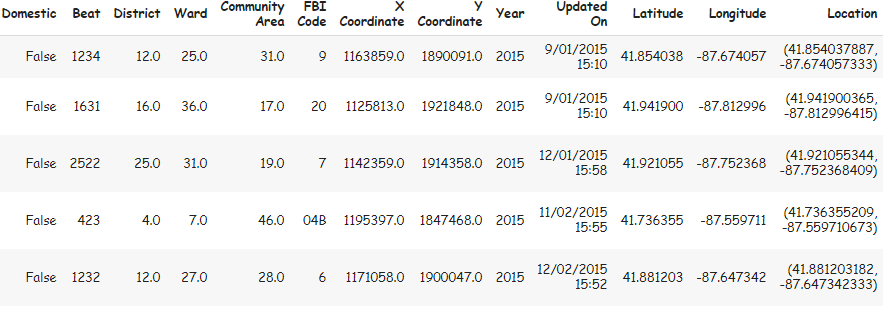 Domestic Beat District Ward Community Area FBI Code X Coordinate Y Coordinate Year Updated On Latitude Longitude Location
False 1234 12.0 25.0 31.0 9 1163859.0 1890091.0 2015 9/01/2015 15:10 41.854038 -87.674057 (41.854037887, -87.674057333)
False 1631 16.0 36.0 17.0 20 1125813.0 1921848.0 2015 9/01/2015 15:10 41.941900 -87.812996 (41.941900365, -87.812996415)
False 2522 25.0 31.0 19.0 7 1142359.0 1914358.0 2015 12/01/2015 15:58 41.921055 -87.752368 (41.921055344, -87.752368409)
False 423 4.0 7.0 46.0 04B 1195397.0 1847468.0 2015 11/02/2015 15:55 41.736355 -87.559711 (41.736355209, -87.559710673)
False 1232 12.0 27.0 28.0 6 1171058.0 1900047.0 2015 12/02/2015 15:52 41.881203 -87.647342 (41.881203182, -87.647342333)